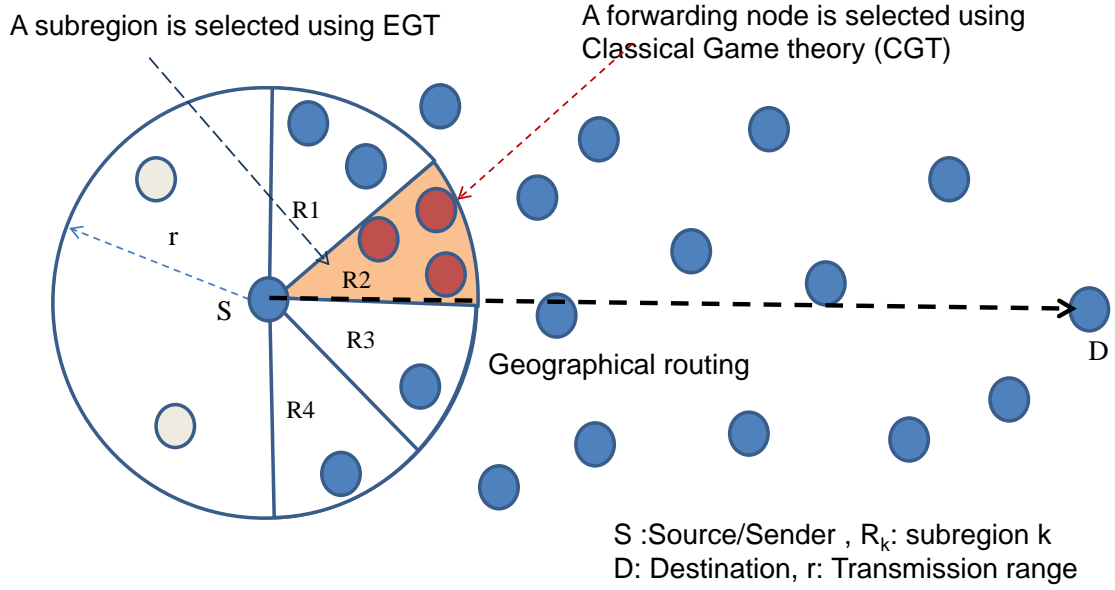 A subregion is selected using EGT
A forwarding node is selected using
Classical Game theory (CGT)
R1
r
R2
S
R3
D
Geographical routing
R4
S :Source/Sender , Rₖ: subregion k
D: Destination, r: Transmission range